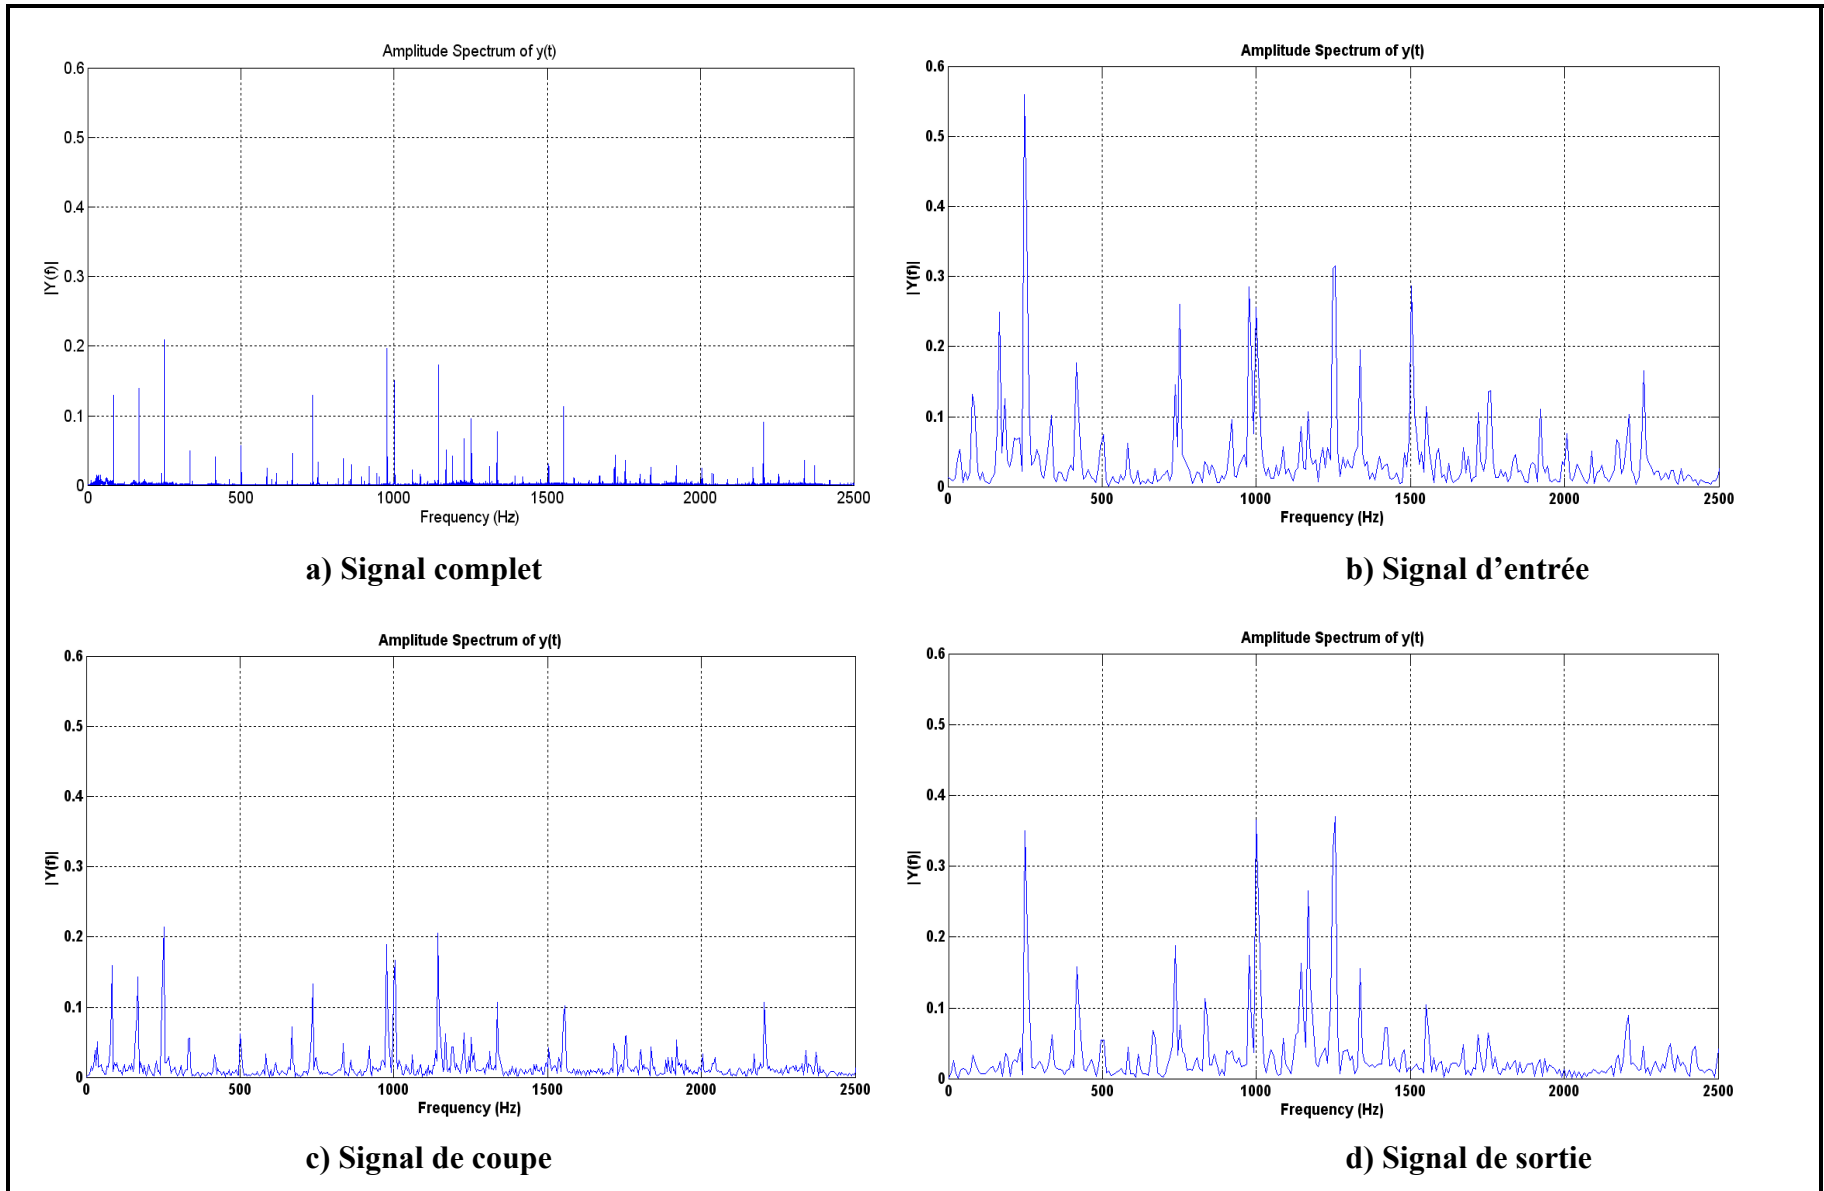 Amplitude Spectrum of y(t)
0.6
0.5
0.4
0.3
0.2
0.1
0
|Y(f)|
0 500 1000 1500 2000 2500
Frequency (Hz)
a) Signal complet
Amplitude Spectrum of y(t)
0.6
0.5
0.4
0.3
0.2
0.1
0
|Y(f)|
0 500 1000 1500 2000 2500
Frequency (Hz)
b) Signal d’entrée
Amplitude Spectrum of y(t)
0.6
0.5
0.4
0.3
0.2
0.1
0
|Y(f)|
0 500 1000 1500 2000 2500
Frequency (Hz)
c) Signal de coupe
Amplitude Spectrum of y(t)
0.6
0.5
0.4
0.3
0.2
0.1
0
|Y(f)|
0 500 1000 1500 2000 2500
Frequency (Hz)
d) Signal de sortie